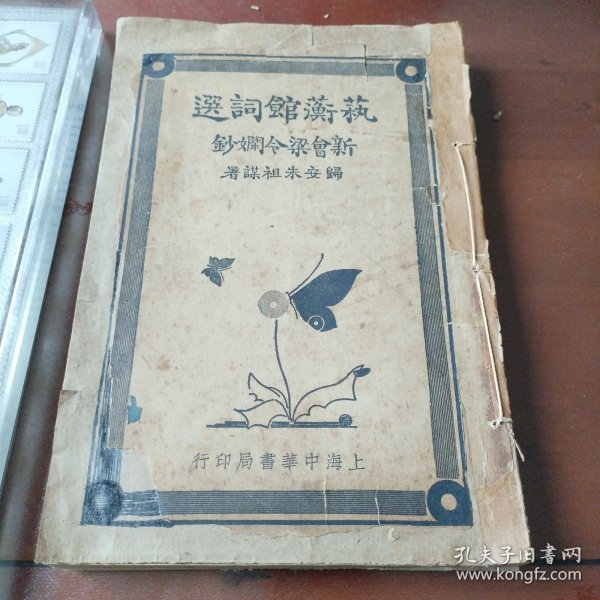 藝蘅館詞選
新會梁令嫻鈔
歸安朱祖謀署
上海中華書局印行
孔夫子旧書网
www.kongfz.com